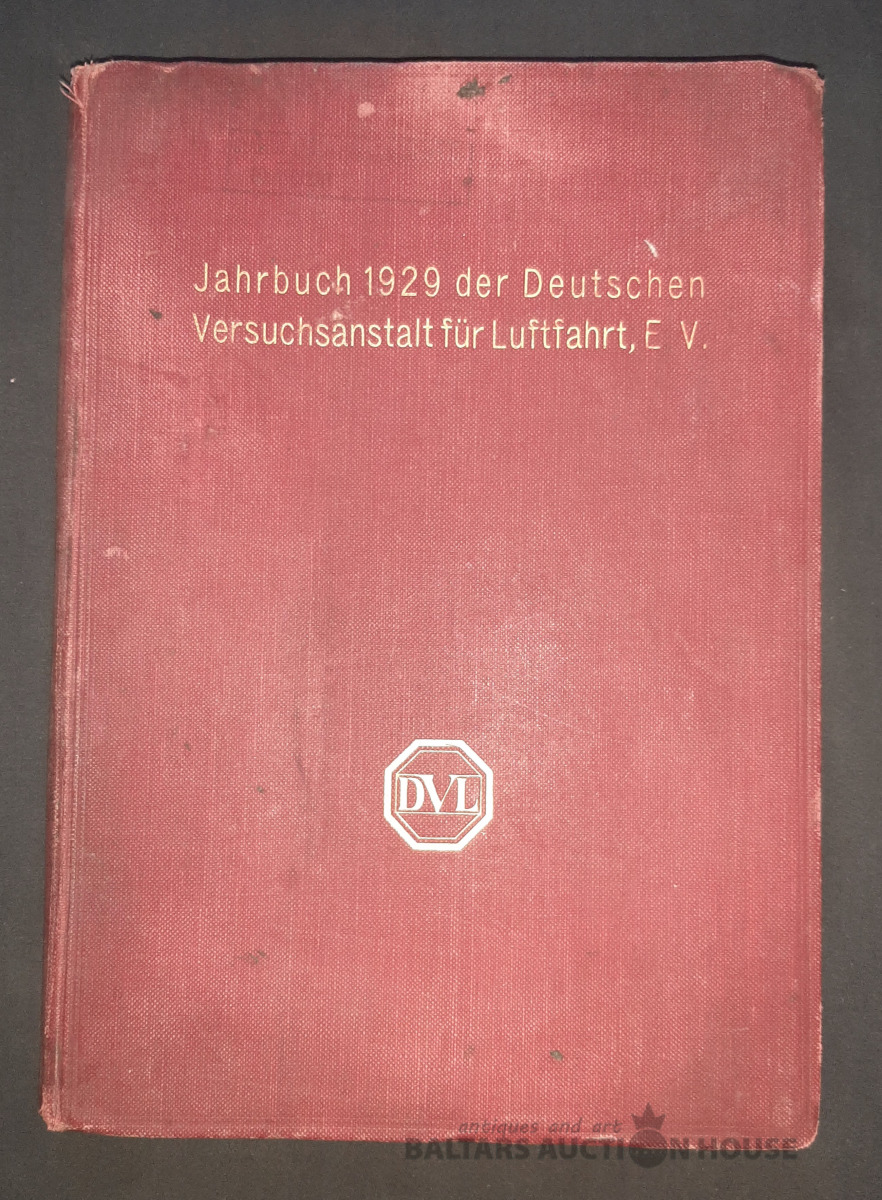 Jahrbuch 1929 der Deutschen
Versuchsanstalt für Luftfahrt, E V.
DVL
antiques and art
BALTARS AUCTION HOUSE